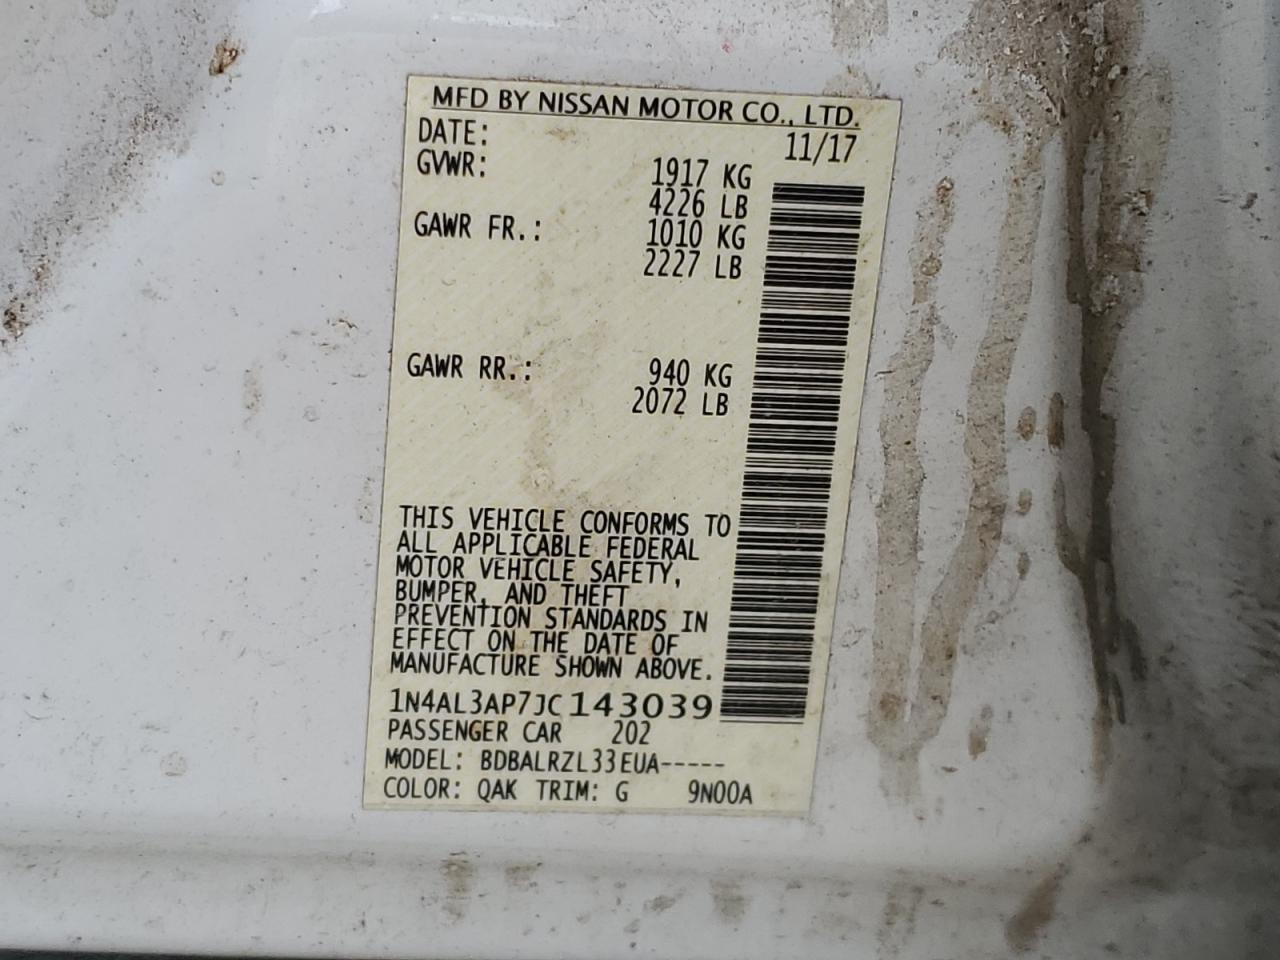 MFD BY NISSAN MOTOR CO., LTD.
DATE: 11/17
GVWR: 1917 KG
4226 LB
GAWR FR.: 1010 KG
2227 LB
GAWR RR.: 940 KG
2072 LB
THIS VEHICLE CONFORMS TO
ALL APPLICABLE FEDERAL
MOTOR VEHICLE SAFETY,
BUMPER, AND THEFT
PREVENTION STANDARDS IN
EFFECT ON THE DATE OF
MANUFACTURE SHOWN ABOVE.
1N4AL3AP7JC143039
PASSENGER CAR 202
MODEL: BDBALRZL33EUA-----
COLOR: QAK TRIM: G 9N00A